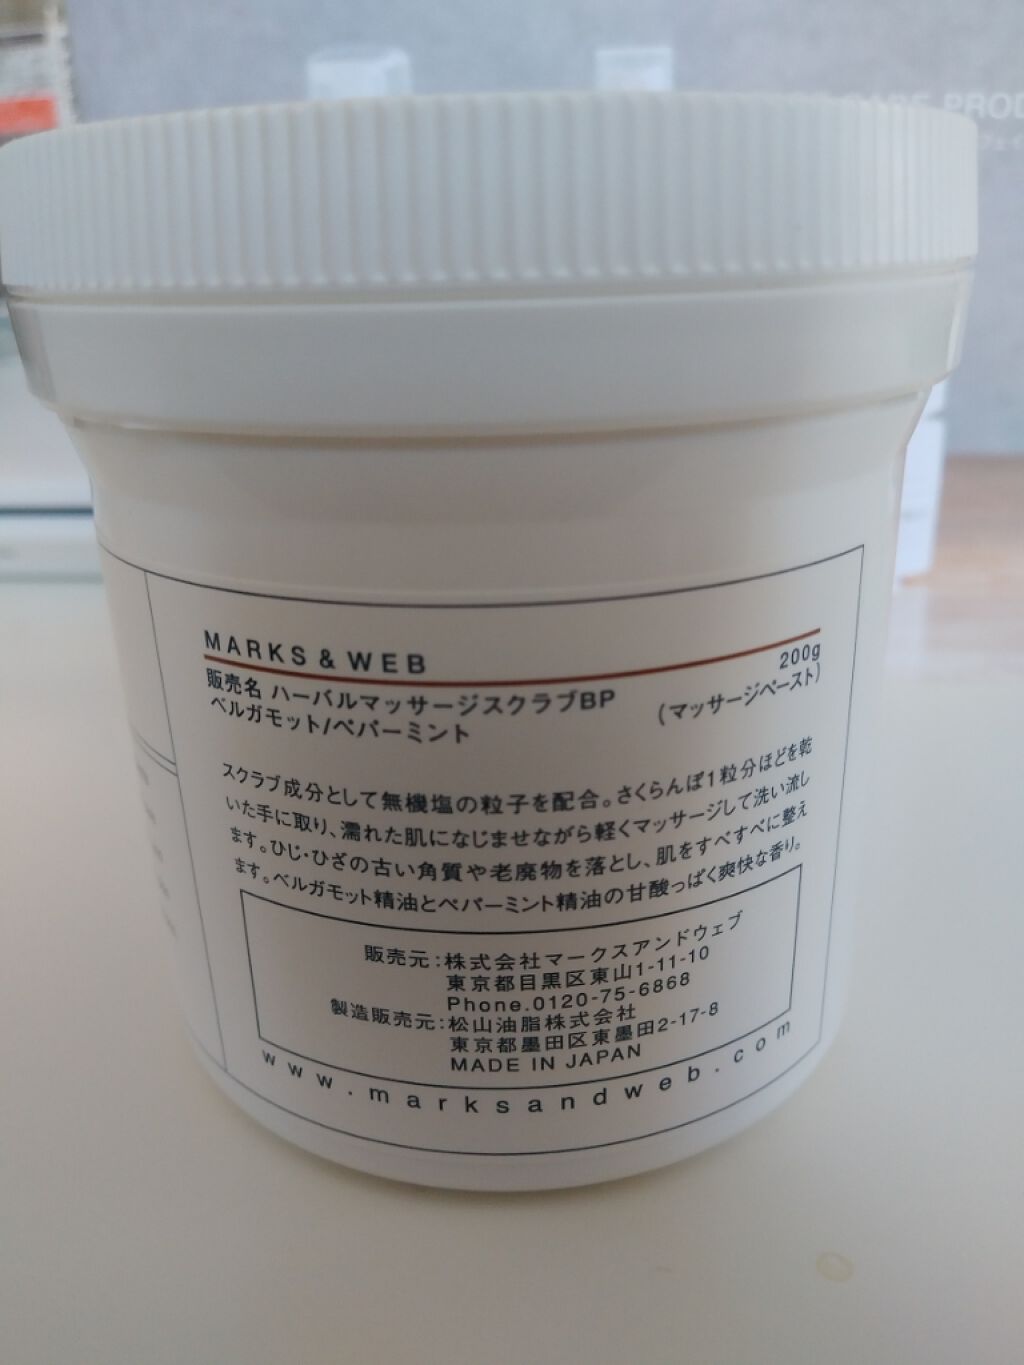 CARE PROD
MARKS & WEB
200g
販売名 ハーバルマッサージスクラブBP
(マッサージペースト)
ベルガモット/ペパーミント
スクラブ成分として無機塩の粒子を配合。さくらんぼ1粒分ほどを乾
いた手に取り、濡れた肌になじませながら軽くマッサージして洗い流し
ます。ひじ・ひざの古い角質や老廃物を落とし、肌をすべすべに整え
ます。ベルガモット精油とペパーミント精油の甘酸っぱく爽快な香り。
販売元:株式会社マークスアンドウェブ
東京都目黒区東山1-11-10
Phone.0120-75-6868
製造販売元:松山油脂株式会社
東京都墨田区東墨田2-17-8
MADE IN JAPAN
www.marksandweb.com